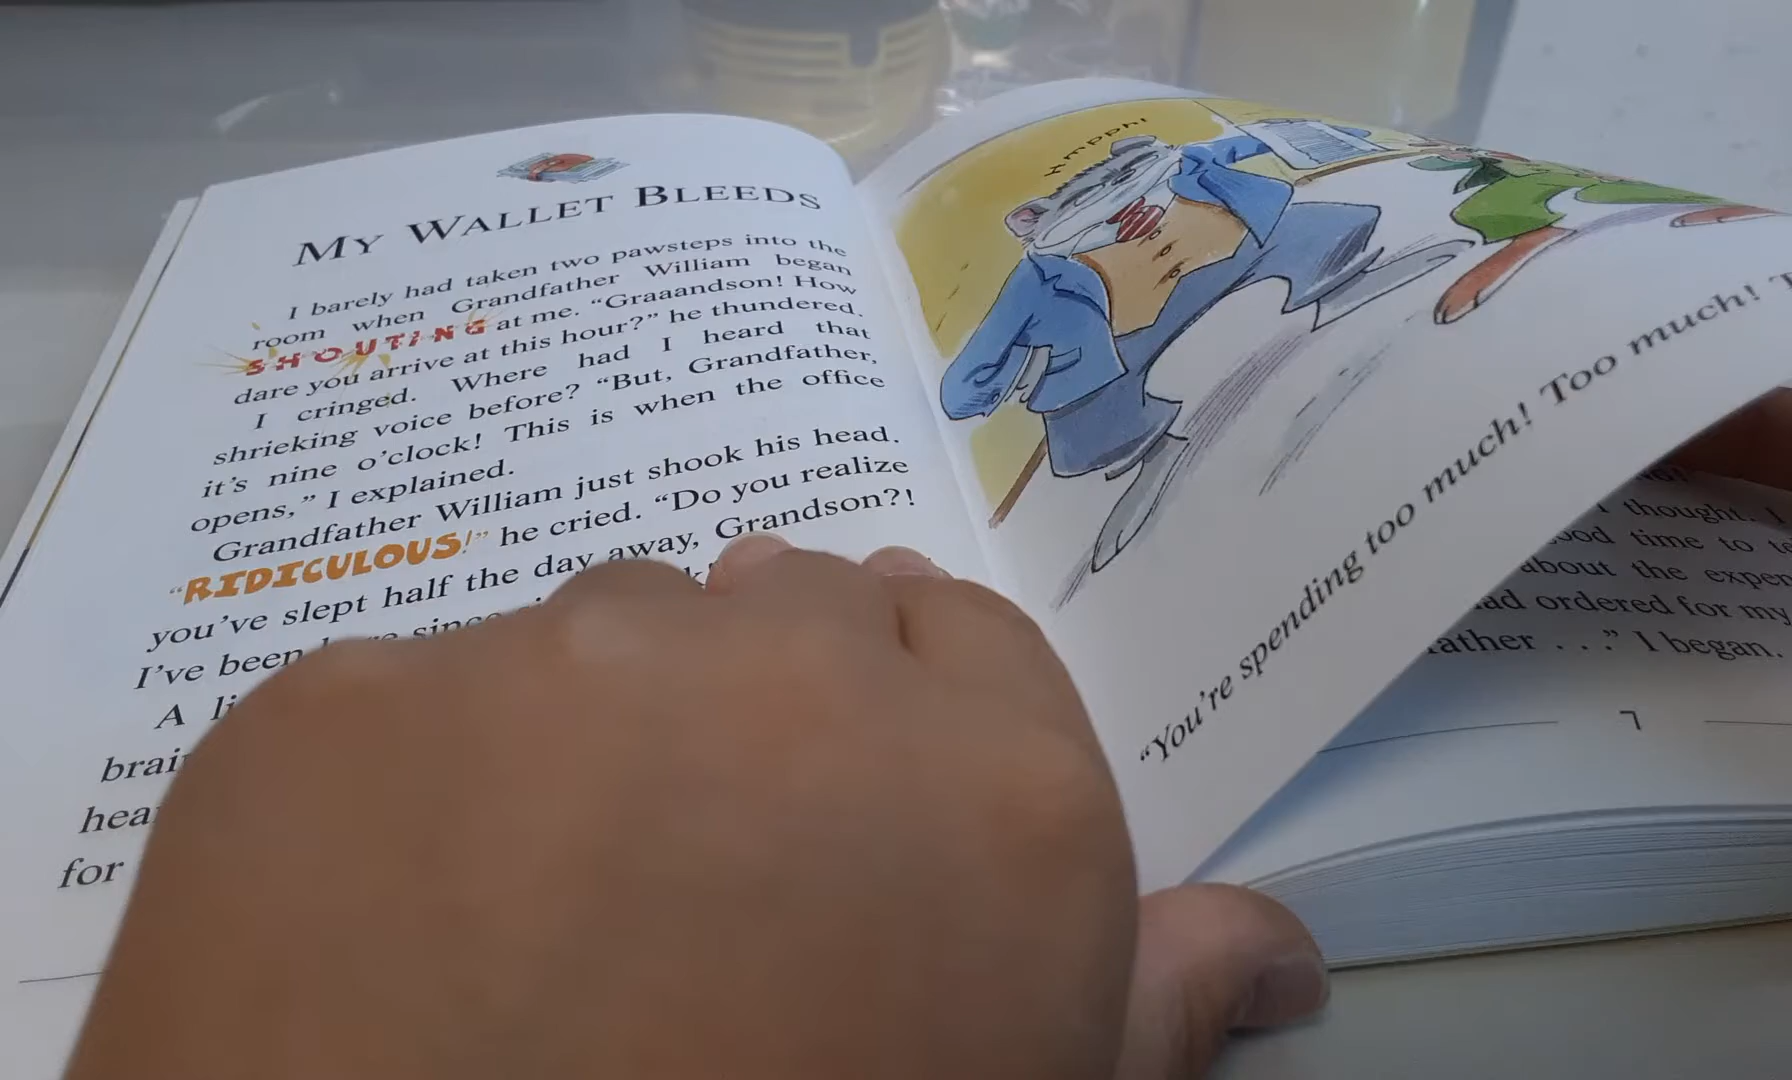 MY WALLET BLEEDS
I barely had taken two pawsteps into the
room when Grandfather William began
SHOUTING at me. “Graaandson! How
dare you arrive at this hour?” he thundered.
I cringed. Where had I heard that
shrieking voice before? “But, Grandfather,
it’s nine o’clock! This is when the office
opens,” I explained.
Grandfather William just shook his head.
“RIDICULOUS!” he cried. “Do you realize
you’ve slept half the day away, Grandson?!
I’ve been
A
for
Hmpph!
“You’re spending too much! Too much!
thought.
time to
about the
ordered for my
. . .” I began.
7